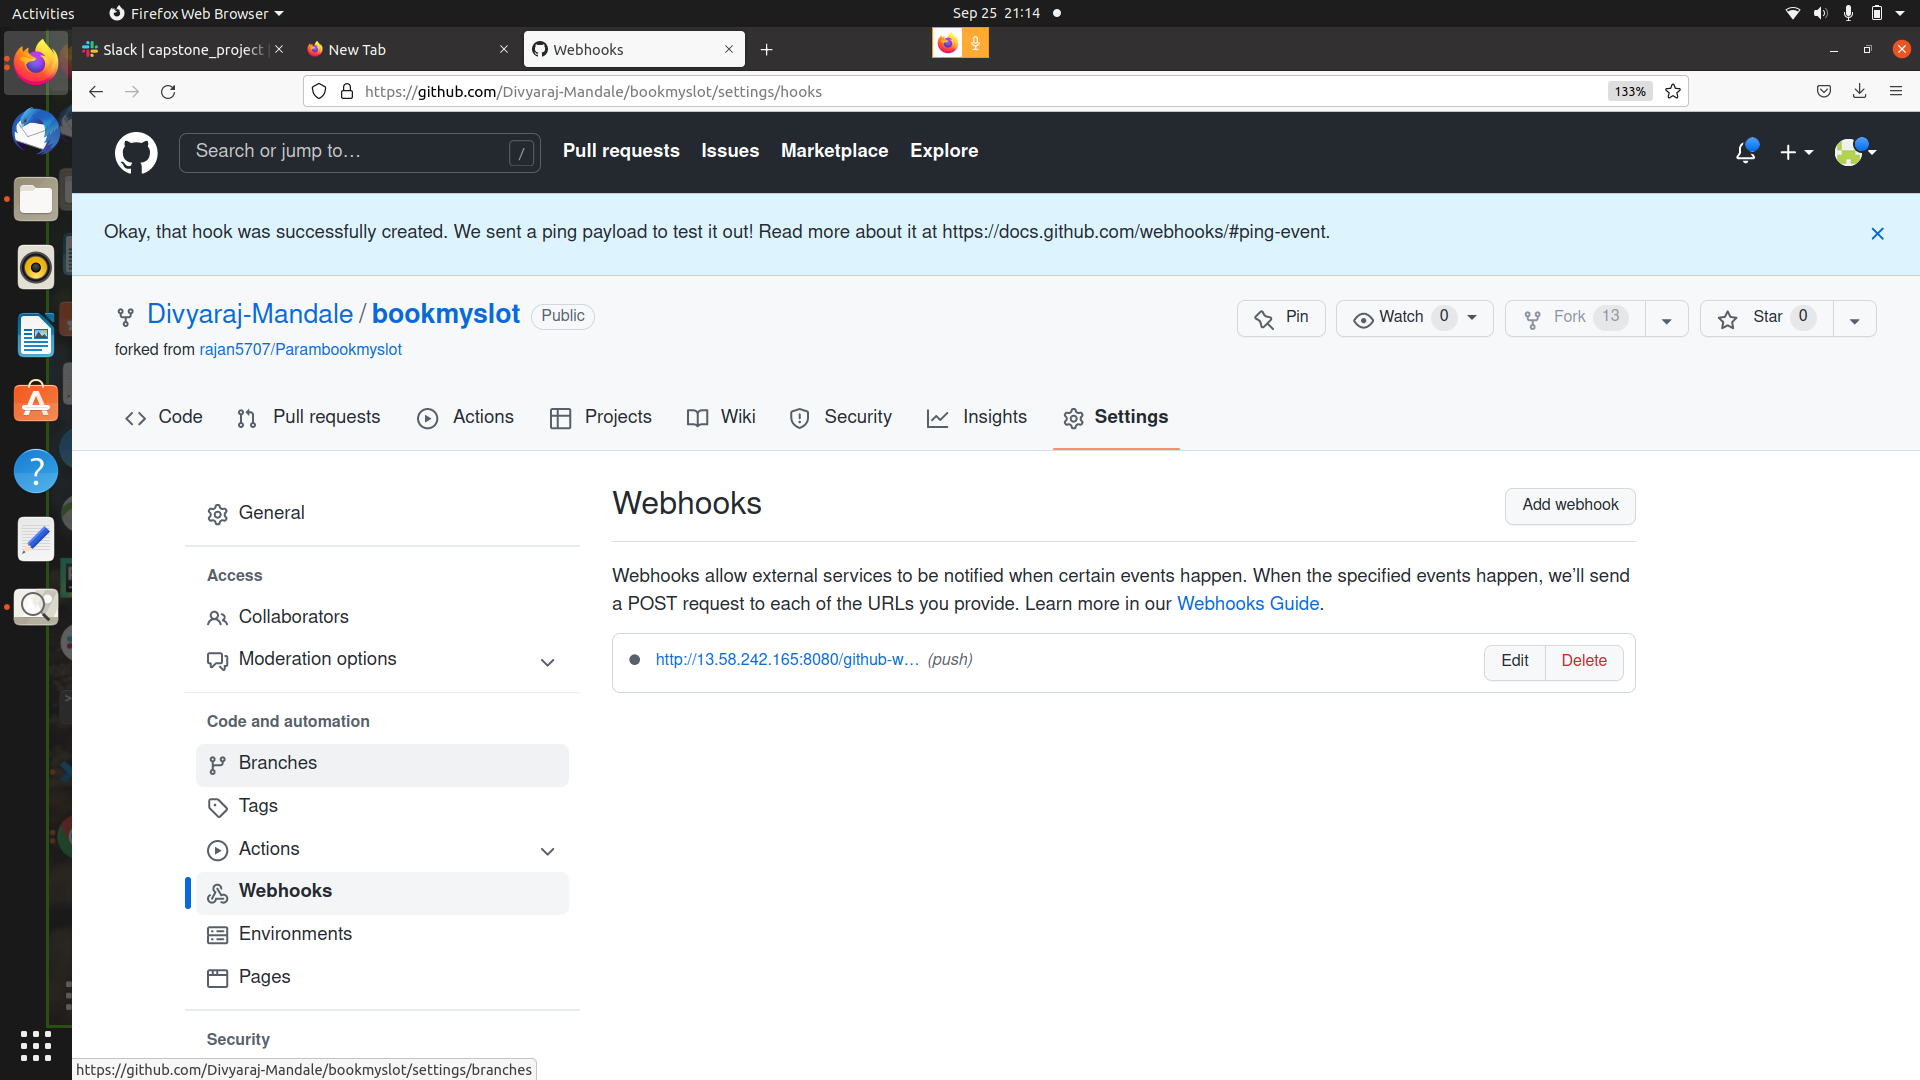 Activities
Firefox Web Browser
Sep 25 21:14
Slack | capstone_project |
New Tab
Webhooks
https://github.com/Divyaraj-Mandale/bookmyslot/settings/hooks
133%
Search or jump to…
/
Pull requests
Issues
Marketplace
Explore
Okay, that hook was successfully created. We sent a ping payload to test it out! Read more about it at https://docs.github.com/webhooks/#ping-event.
Divyaraj-Mandale / bookmyslot
Public
Pin
Watch 0
Fork 13
Star 0
forked from rajan5707/Parambookmyslot
Code
Pull requests
Actions
Projects
Wiki
Security
Insights
Settings
General
Access
Collaborators
Moderation options
Code and automation
Branches
Tags
Actions
Webhooks
Environments
Pages
Security
Webhooks
Add webhook
Webhooks allow external services to be notified when certain events happen. When the specified events happen, we’ll send
a POST request to each of the URLs you provide. Learn more in our Webhooks Guide.
http://13.58.242.165:8080/github-w… (push)
Edit
Delete
https://github.com/Divyaraj-Mandale/bookmyslot/settings/branches